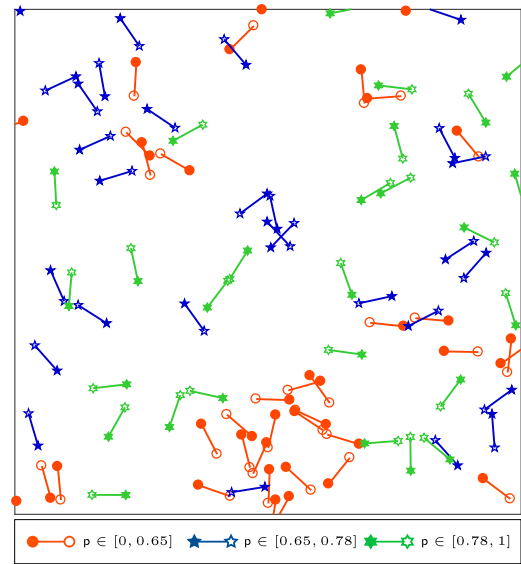 p ∈ [0, 0.65] p ∈ [0.65, 0.78] p ∈ [0.78, 1]